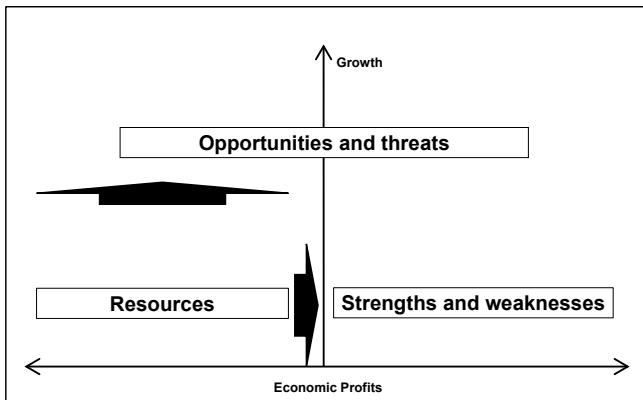 Growth
Opportunities and threats
Resources
Strengths and weaknesses
Economic Profits